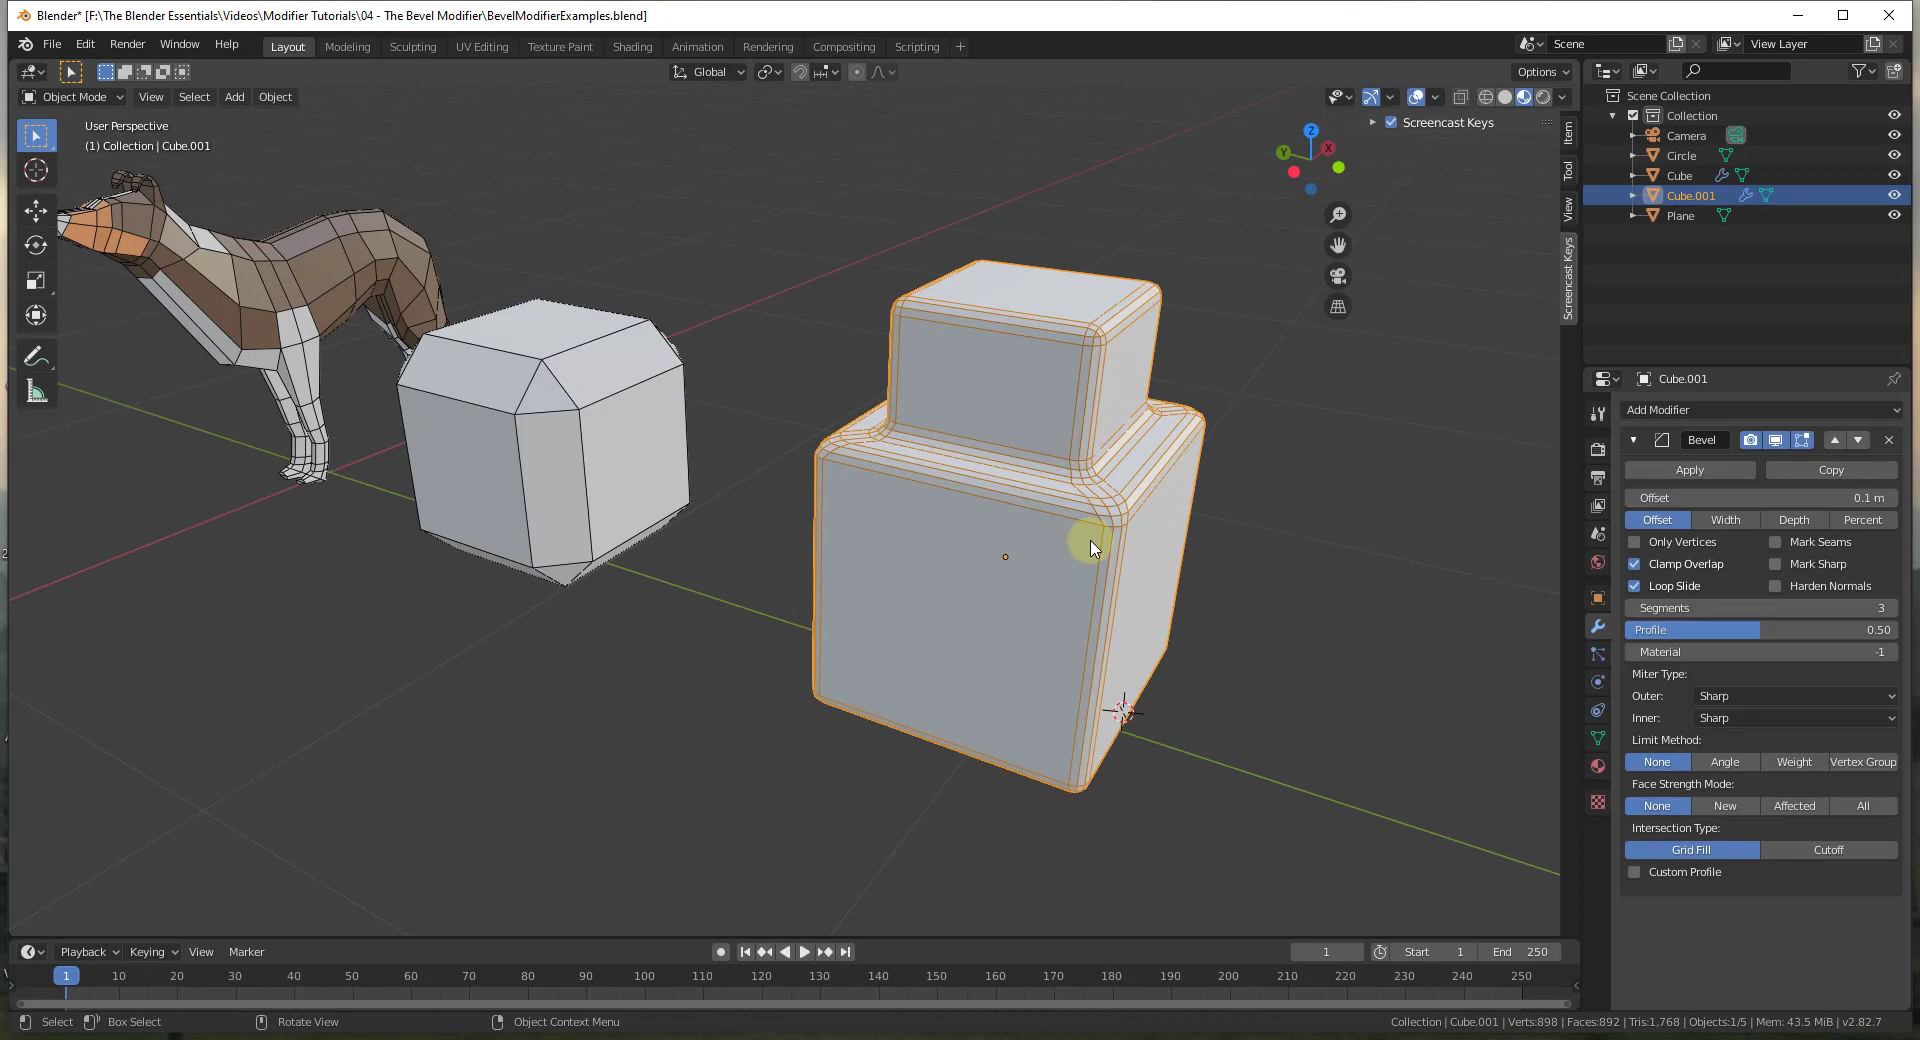 Blender* [F:\The Blender Essentials\Videos\Modifier Tutorials\04 - The Bevel Modifier\BevelModifierExamples.blend]
File Edit Render Window Help Layout Modeling Sculpting UV Editing Texture Paint Shading Animation Rendering Compositing Scripting + Scene View Layer
Global Options
Object Mode View Select Add Object
User Perspective
(1) Collection | Cube.001
Screencast Keys
Z
Y
X
Item
Tool
View
Screencast Keys
Scene Collection
Collection
Camera
Circle
Cube
Cube.001
Plane
Cube.001
Add Modifier
Bevel
Apply Copy
Offset 0.1 m
Offset Width Depth Percent
Only Vertices Mark Seams
Clamp Overlap Mark Sharp
Loop Slide Harden Normals
Segments 3
Profile 0.50
Material -1
Miter Type:
Outer: Sharp
Inner: Sharp
Limit Method:
None Angle Weight Vertex Group
Face Strength Mode:
None New Affected All
Intersection Type:
Grid Fill Cutoff
Custom Profile
Playback Keying View Marker 1 Start 1 End 250
1 10 20 30 40 50 60 70 80 90 100 110 120 130 140 150 160 170 180 190 200 210 220 230 240 250
Select Box Select Rotate View Object Context Menu Collection | Cube.001 | Verts:898 | Faces:892 | Tris:1,768 | Objects:1/5 | Mem: 43.5 MiB | v2.82.7